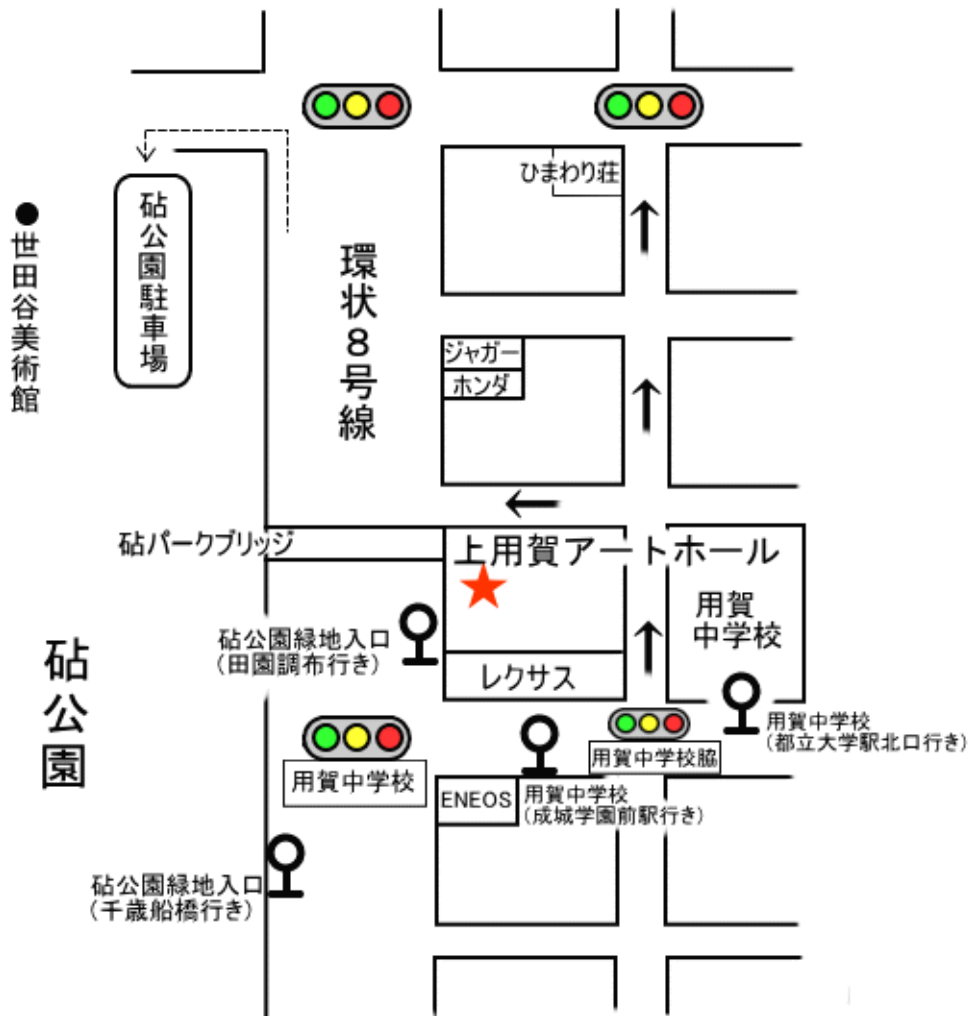 ひまわり荘
砧公園駐車場
●世田谷美術館
環状8号線
ジャガー
ホンダ
砧パークブリッジ
上用賀アートホール
用賀
中学校
砧公園緑地入口
(田園調布行き)
レクサス
砧公園
用賀中学校
(都立大学駅北口行き)
用賀中学校脇
用賀中学校
ENEOS
用賀中学校
(成城学園前駅行き)
砧公園緑地入口
(千歳船橋行き)